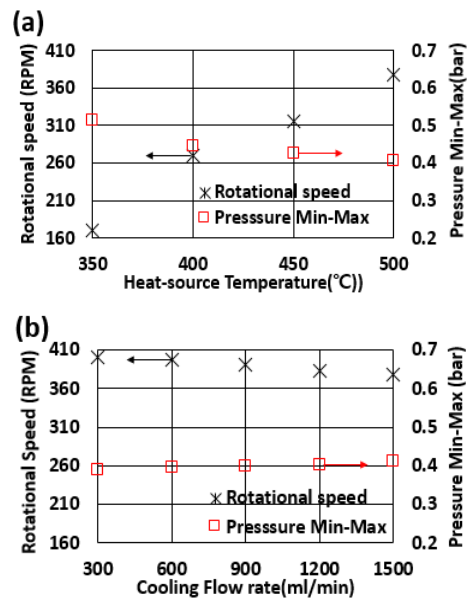 (a)
Rotational speed (RPM)
410
360
310
260
210
160
0.7
0.6
0.5
0.4
0.3
0.2
Pressure Min-Max(bar)
Rotational speed
Presssure Min-Max
350 400 450 500
Heat-source Temperature(°C))
(b)
Rotational Speed (RPM)
410
360
310
260
210
160
0.7
0.6
0.5
0.4
0.3
0.2
Pressure Min-Max (bar)
Rotational speed
Presssure Min-Max
300 600 900 1200 1500
Cooling Flow rate(ml/min)